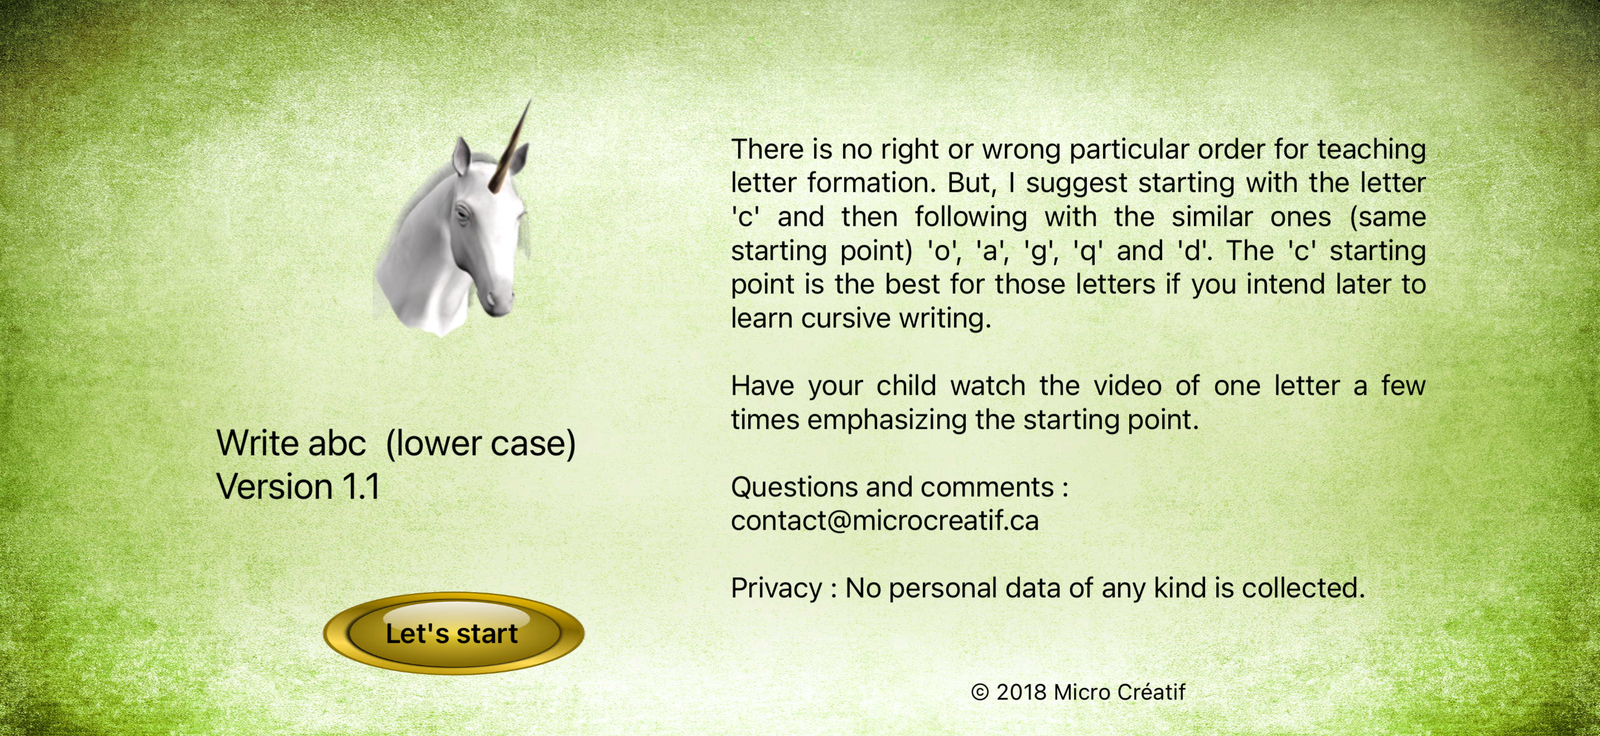 Write abc  (lower case)
Version 1.1
Let's start
There is no right or wrong particular order for teaching
letter formation. But, I suggest starting with the letter
'c' and then following with the similar ones (same
starting point) 'o', 'a', 'g', 'q' and 'd'. The 'c' starting
point is the best for those letters if you intend later to
learn cursive writing.
Have your child watch the video of one letter a few
times emphasizing the starting point.
Questions and comments :
contact@microcreatif.ca
Privacy : No personal data of any kind is collected.
© 2018 Micro Créatif